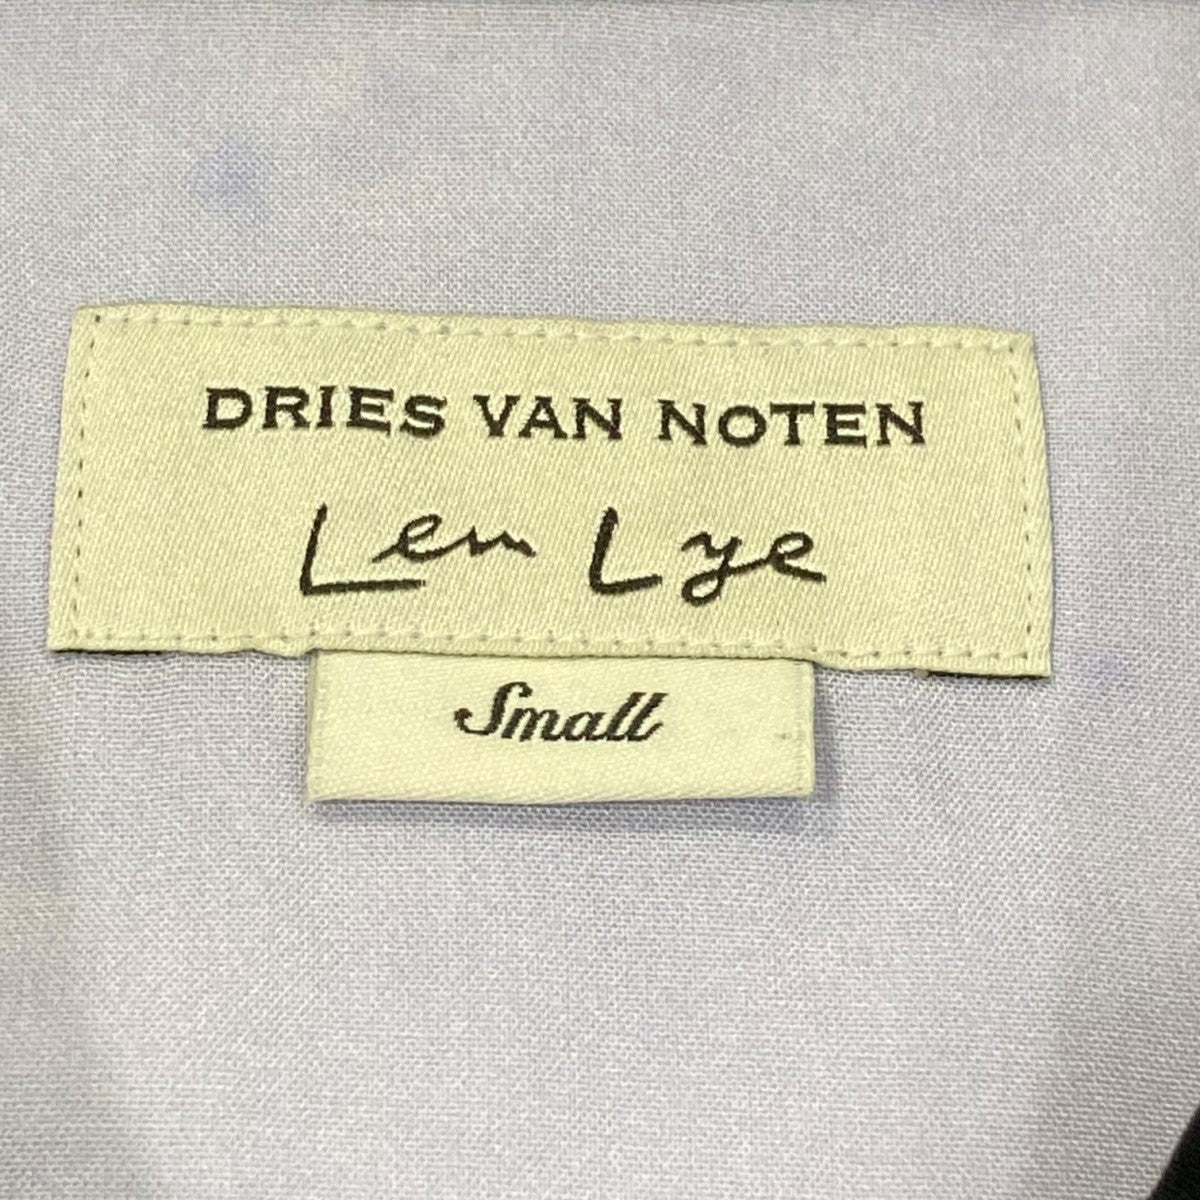 DRIES VAN NOTEN
Len Lye
Small